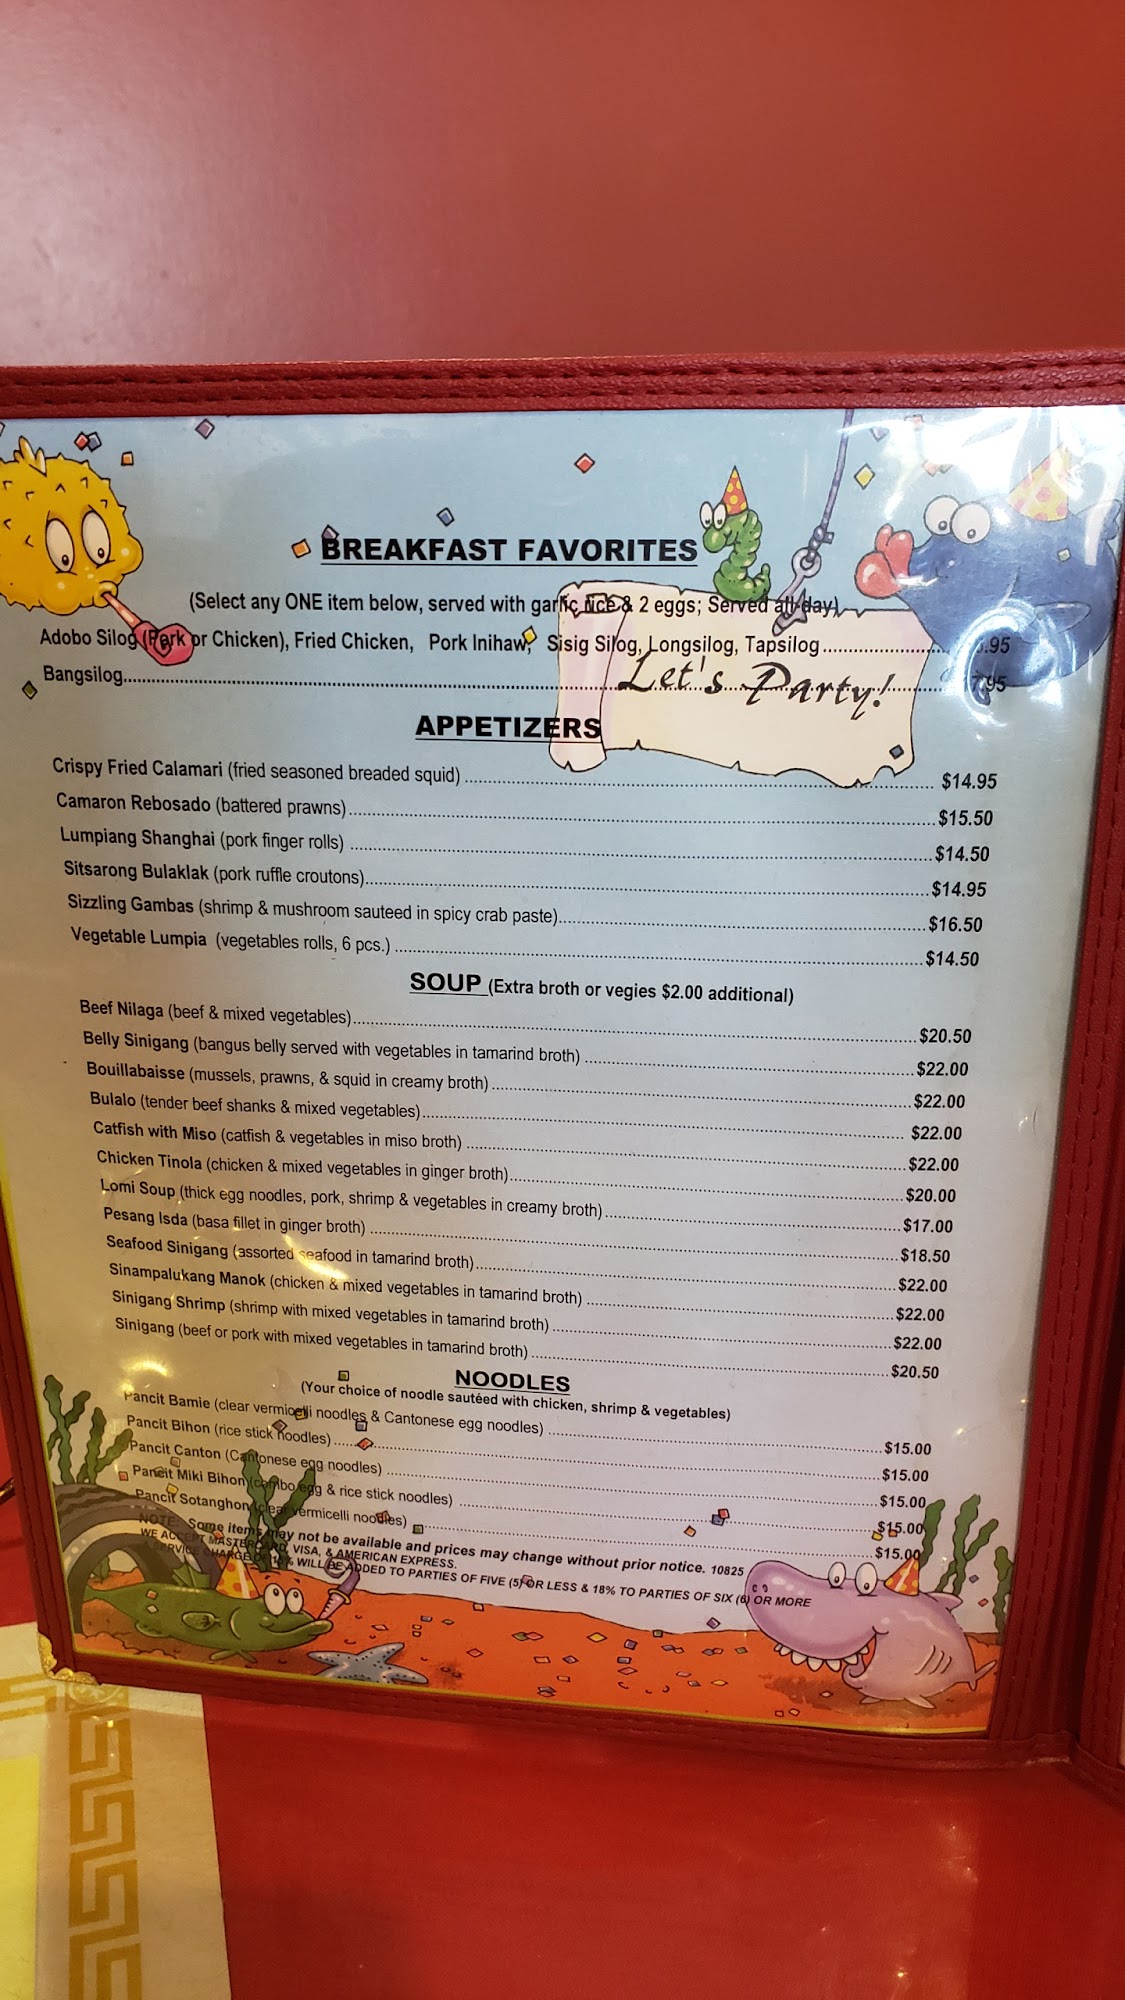 BREAKFAST FAVORITES
(Select any ONE item below, served with garlic rice & 2 eggs; Served all-day)
Adobo Silog (Pork or Chicken), Fried Chicken, Pork Inihaw, Sisig Silog, Longsilog, Tapsilog.....................95
Bangsilog...............................................95
Let's Party!
APPETIZERS
Crispy Fried Calamari (fried seasoned breaded squid) ............ $14.95
Camaron Rebosado (battered prawns)............$15.50
Lumpiang Shanghai (pork finger rolls) ............$14.50
Sitsarong Bulaklak (pork ruffle croutons)............$14.95
Sizzling Gambas (shrimp & mushroom sauteed in spicy crab paste)............$16.50
Vegetable Lumpia (vegetables rolls, 6 pcs.) ............$14.50
SOUP (Extra broth or vegies $2.00 additional)
Beef Nilaga (beef & mixed vegetables)............$20.50
Belly Sinigang (bangus belly served with vegetables in tamarind broth) ............$22.00
Bouillabaisse (mussels, prawns, & squid in creamy broth) ............$22.00
Bulalo (tender beef shanks & mixed vegetables)............ $22.00
Catfish with Miso (catfish & vegetables in miso broth) ............$22.00
Chicken Tinola (chicken & mixed vegetables in ginger broth)............$20.00
Lomi Soup (thick egg noodles, pork, shrimp & vegetables in creamy broth)............$17.00
Pesang Isda (basa fillet in ginger broth) ............$18.50
Seafood Sinigang (assorted seafood in tamarind broth)............$22.00
Sinampalukang Manok (chicken & mixed vegetables in tamarind broth) ............$22.00
Sinigang Shrimp (shrimp with mixed vegetables in tamarind broth) ............$22.00
Sinigang (beef or pork with mixed vegetables in tamarind broth) ............$20.50
NOODLES
(Your choice of noodle sautéed with chicken, shrimp & vegetables)
Pancit Bamie (clear vermicelli noodles & Cantonese egg noodles) ............$15.00
Pancit Bihon (rice stick noodles) ............$15.00
Pancit Canton (Cantonese egg noodles) ............$15.00
Pancit Miki Bihon (combo egg & rice stick noodles) ............$15.00
Pancit Sotanghon (clear vermicelli noodles) ............$15.00
NOTE: Some items may not be available and prices may change without prior notice. 10825
WE ACCEPT MASTERCARD, VISA, & AMERICAN EXPRESS.
SERVICE CHARGE OF % WILL BE ADDED TO PARTIES OF FIVE (5) OR LESS & 18% TO PARTIES OF SIX (6) OR MORE